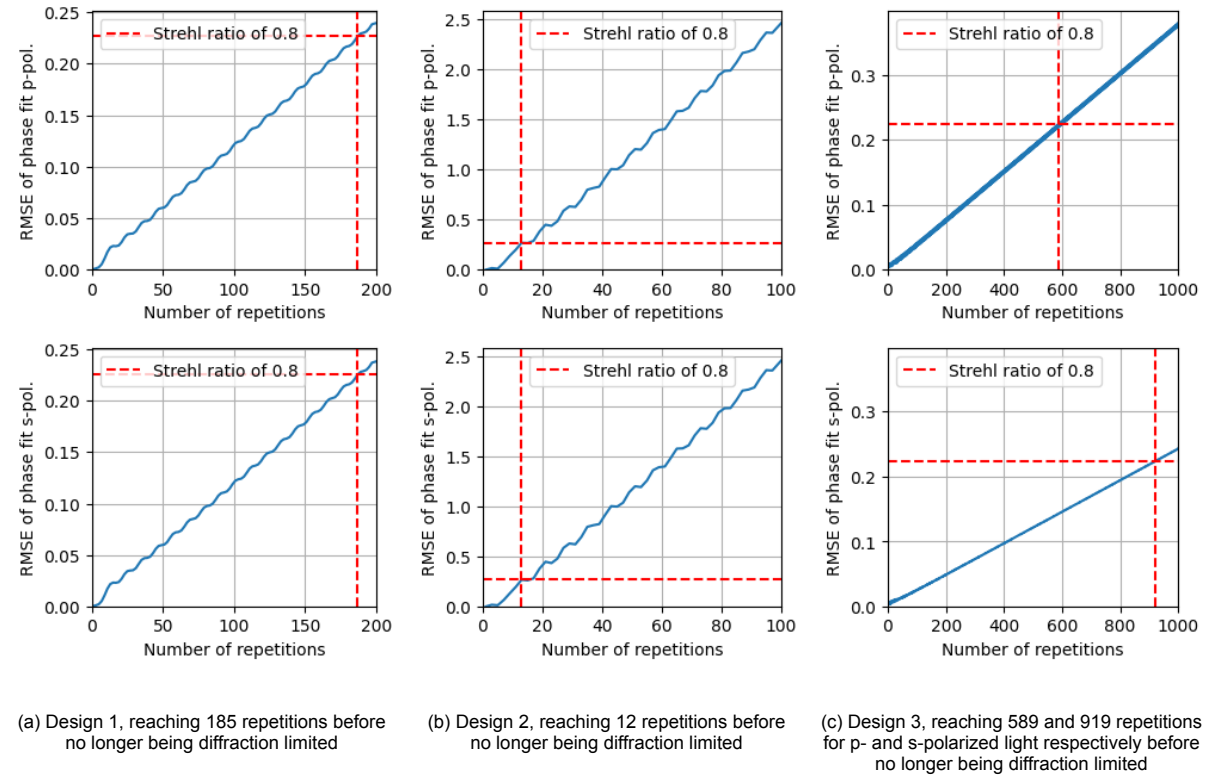 Strehl ratio of 0.8
RMSE of phase fit p-pol.
0.25
0.20
0.15
0.10
0.05
0.00
0 50 100 150 200
Number of repetitions
Strehl ratio of 0.8
RMSE of phase fit p-pol.
2.5
2.0
1.5
1.0
0.5
0.0
0 20 40 60 80 100
Number of repetitions
Strehl ratio of 0.8
RMSE of phase fit p-pol.
0.3
0.2
0.1
0.0
0 200 400 600 800 1000
Number of repetitions
Strehl ratio of 0.8
RMSE of phase fit s-pol.
0.25
0.20
0.15
0.10
0.05
0.00
0 50 100 150 200
Number of repetitions
Strehl ratio of 0.8
RMSE of phase fit s-pol.
2.5
2.0
1.5
1.0
0.5
0.0
0 20 40 60 80 100
Number of repetitions
Strehl ratio of 0.8
RMSE of phase fit s-pol.
0.3
0.2
0.1
0.0
0 200 400 600 800 1000
Number of repetitions
(a) Design 1, reaching 185 repetitions before
no longer being diffraction limited
(b) Design 2, reaching 12 repetitions before
no longer being diffraction limited
(c) Design 3, reaching 589 and 919 repetitions
for p- and s-polarized light respectively before
no longer being diffraction limited